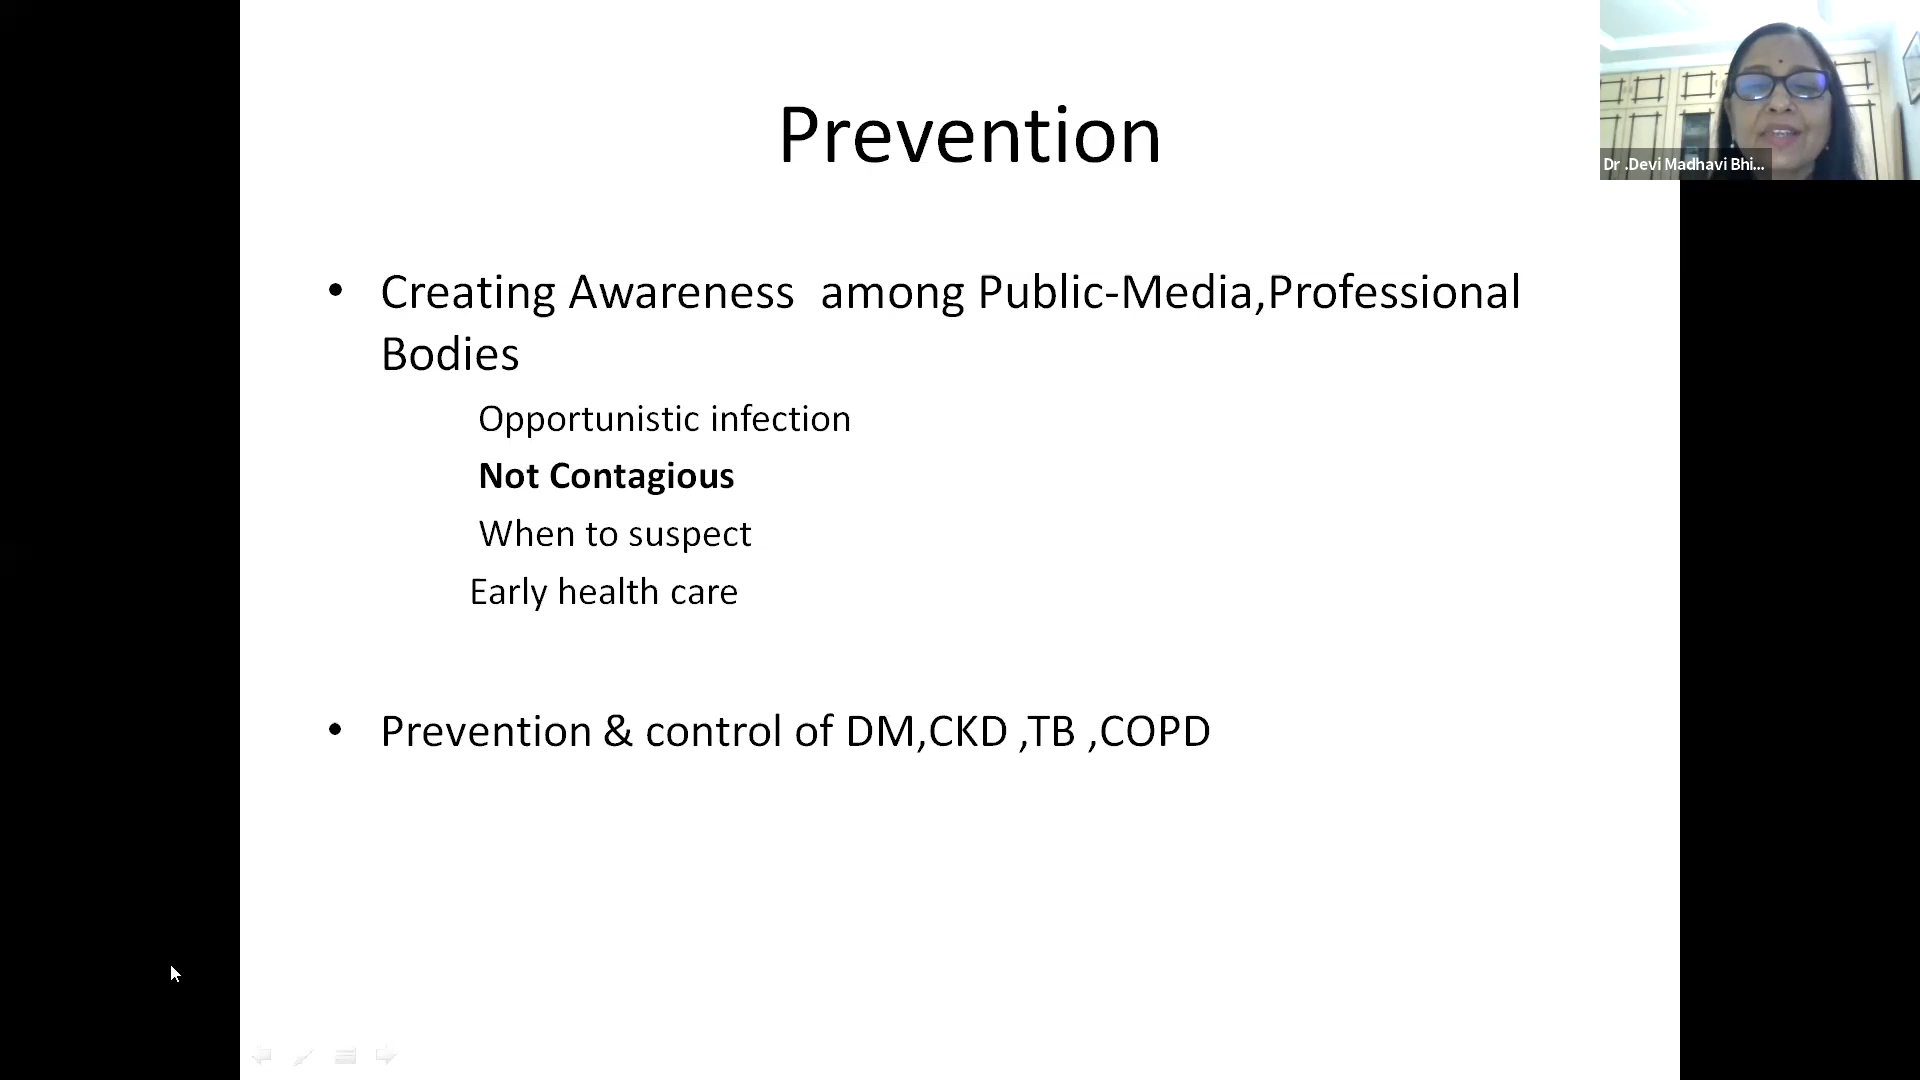 Prevention
Dr .Devi Madhavi Bhi...
• Creating Awareness  among Public-Media,Professional
Bodies
Opportunistic infection
Not Contagious
When to suspect
Early health care
• Prevention & control of DM,CKD ,TB ,COPD